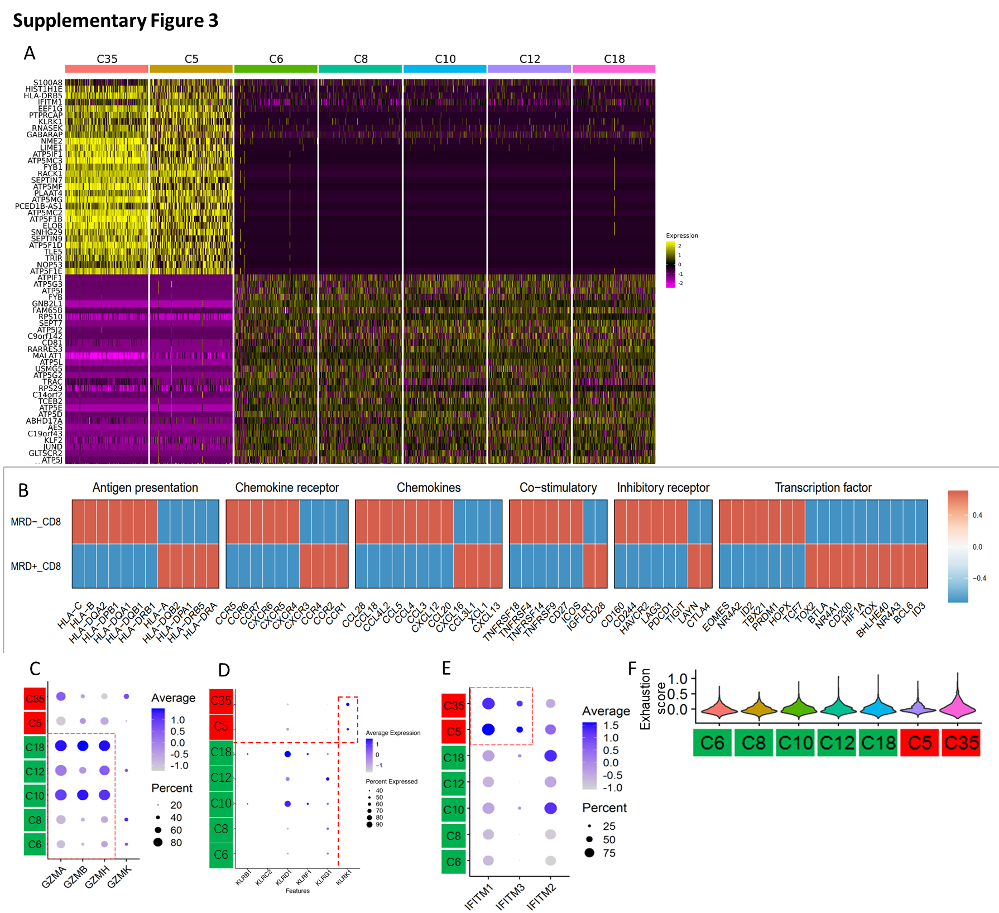 Supplementary Figure 3
A
C35 C5 C6 C8 C10 C12 C18
S100A8
HIST1H1E
HLA-DRB5
IFITM1
EEF1G
PTPRCAP
KLRK1
RNASEK
GABARAP
NME2
LIME1
ATP5IF1
ATP5MC3
FYB1
RACK1
SEPTIN7
ATP5MF
PLAAT4
ATP5MG
PCED1B-AS1
ATP5MC2
ATP5F1B
ELOB
SNHG29
SEPTIN9
ATP5F1D
TLE5
TRIR
NOP53
ATP5F1E
ATPIF1
ATP5G3
ATP5I
FYB
GNB2L1
FAM65B
RPS10
SEPT7
ATP5J2
C9orf142
CD81
RARRES3
MALAT1
ATP5L
USMG5
ATP5G2
TRAC
RPS29
C14orf2
TCEB2
ATP5E
ATP5D
ABHD17A
AES
C19orf43
KLF2
JUND
GLTSCR2
ATP5J
Expression
2
1
0
-1
-2
B
Antigen presentation Chemokine receptor Chemokines Co−stimulatory Inhibitory receptor Transcription factor
MRD−_CD8
MRD+_CD8
0.4
0.0
−0.4
HLA-C HLA-B HLA-DQA2 HLA-DPB1 HLA-DQA1 HLA-DQB1 HLA-DRB1 HLA-A HLA-DQB2 HLA-DPA1 HLA-DRB5 HLA-DRA
CCR5 CCR6 CCR7 CXCR6 CXCR5 CXCR4 CXCR3 CCR4 CCR2 CCR1
CCL28 CCL18 CCL4L2 CCL5 CCL4 CCL3 CXCL12 CCL20 CXCL16 CCL3L1 XCL1 CXCL13
TNFRSF18 TNFRSF4 TNFRSF14 TNFRSF9 CD27 ICOS IGFLR1 CD28
CD160 CD244 HAVCR2 LAG3 PDCD1 TIGIT LAYN CTLA4
EOMES NR4A2 ID2 TBX21 PRDM1 HOPX TCF7 TOX2 BTLA NR4A1 CD200 HIF1A TOX BHLHE40 NR4A3 BCL6 ID3
C
C35
C5
C18
C12
C10
C8
C6
GZMA GZMB GZMH GZMK
Average
1.0
0.5
0.0
-0.5
-1.0
Percent
20
40
60
80
D
C35
C5
C18
C12
C10
C8
C6
KLRB1 KLRC2 KLRD1 KLRF1 KLRG1 KLRK1
Features
Average Expression
1
0
−1
Percent Expressed
40
50
60
70
80
90
E
C35
C5
C18
C12
C10
C8
C6
IFITM1 IFITM3 IFITM2
Average
1.5
1.0
0.5
0.0
-0.5
-1.0
Percent
25
50
75
F
Exhaustion
score
1.0
0.5
0.0
C6 C8 C10 C12 C18 C5 C35